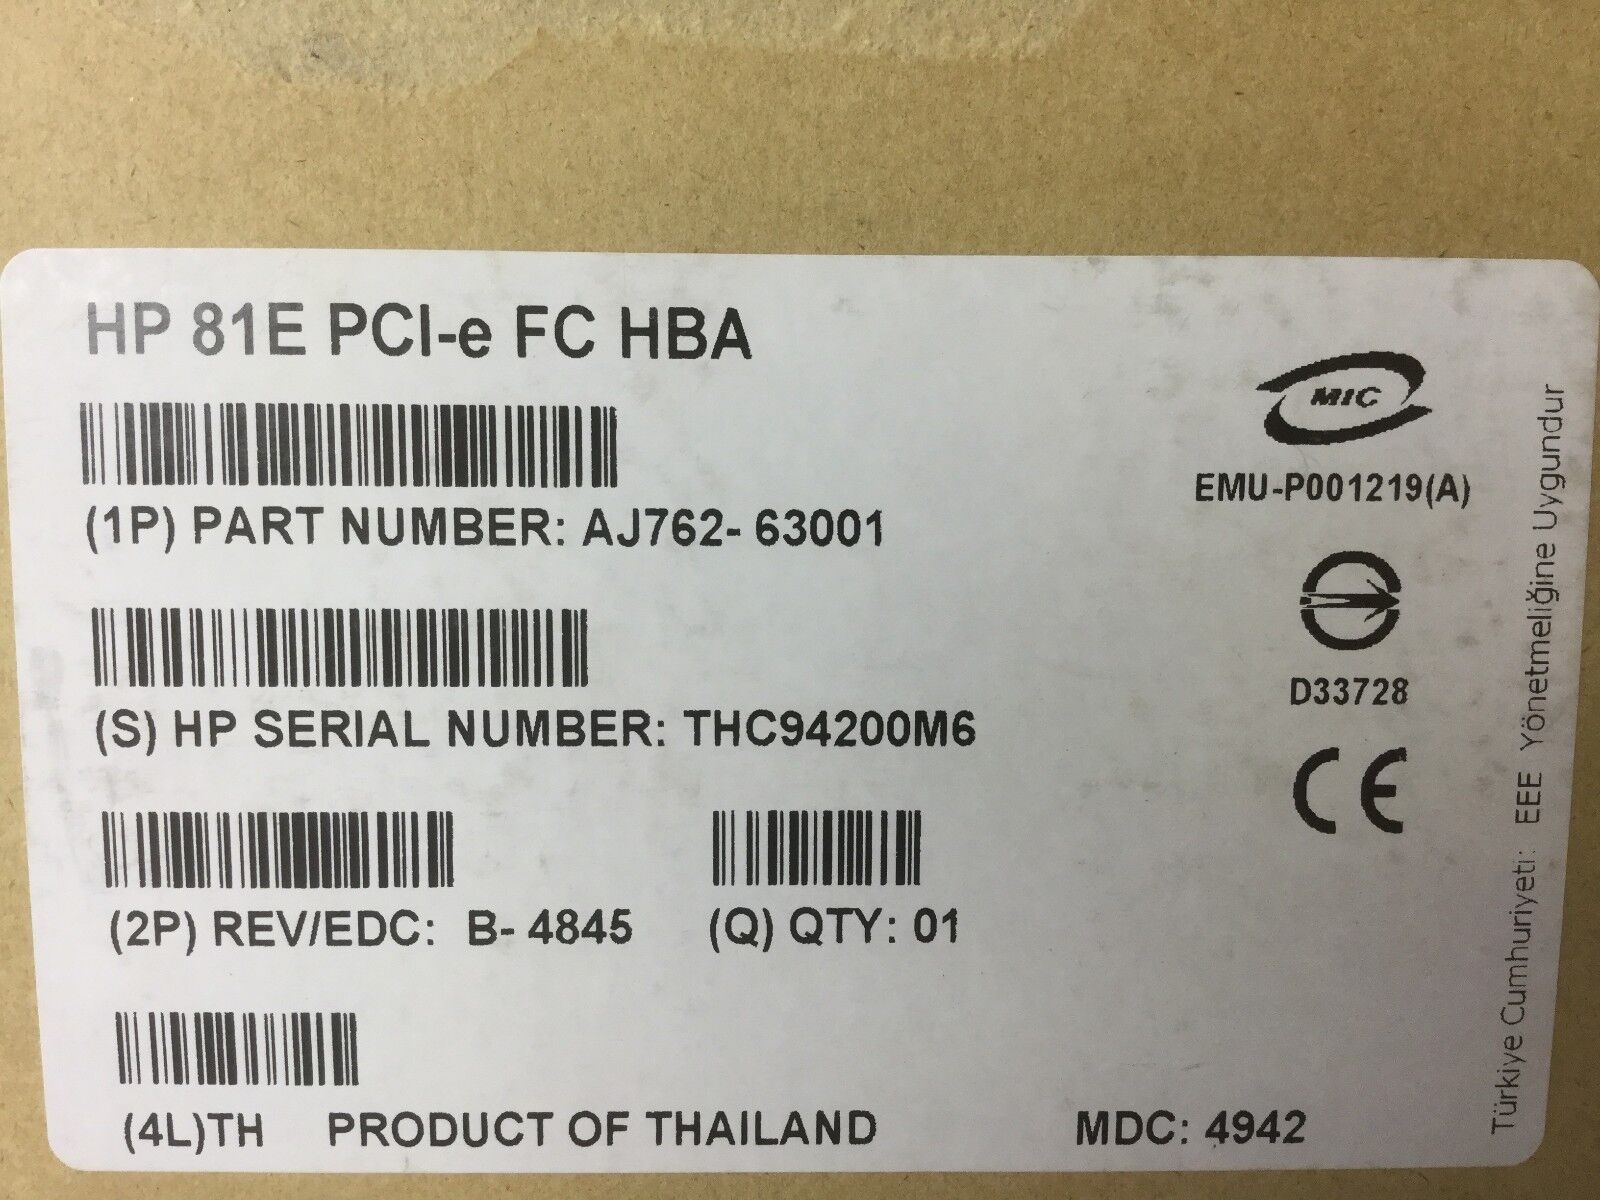 HP 81E PCI-e FC HBA
(1P) PART NUMBER: AJ762- 63001
(S) HP SERIAL NUMBER: THC94200M6
(2P) REV/EDC: B- 4845
(Q) QTY: 01
(4L)TH PRODUCT OF THAILAND
MDC: 4942
MIC
EMU-P001219(A)
D33728
CE
Türkiye Cumhuriyeti: EEE Yönetmeliğine Uygundur